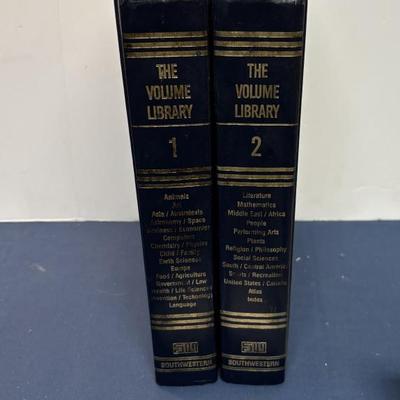 THE
VOLUME
LIBRARY
1
Animals
Art
Asia / Australasia
Astronomy / Space
Business / Economics
Computers
Chemistry / Physics
Child / Family
Earth Sciences
Europe
Food / Agriculture
Government / Law
Health / Life Sciences
Invention / Technology
Language
SOUTHWESTERN
THE
VOLUME
LIBRARY
2
Literature
Mathematics
Middle East / Africa
People
Performing Arts
Plants
Religion / Philosophy
Social Sciences
South / Central America
Sports / Recreation
United States / Canada
Atlas
Index
SOUTHWESTERN